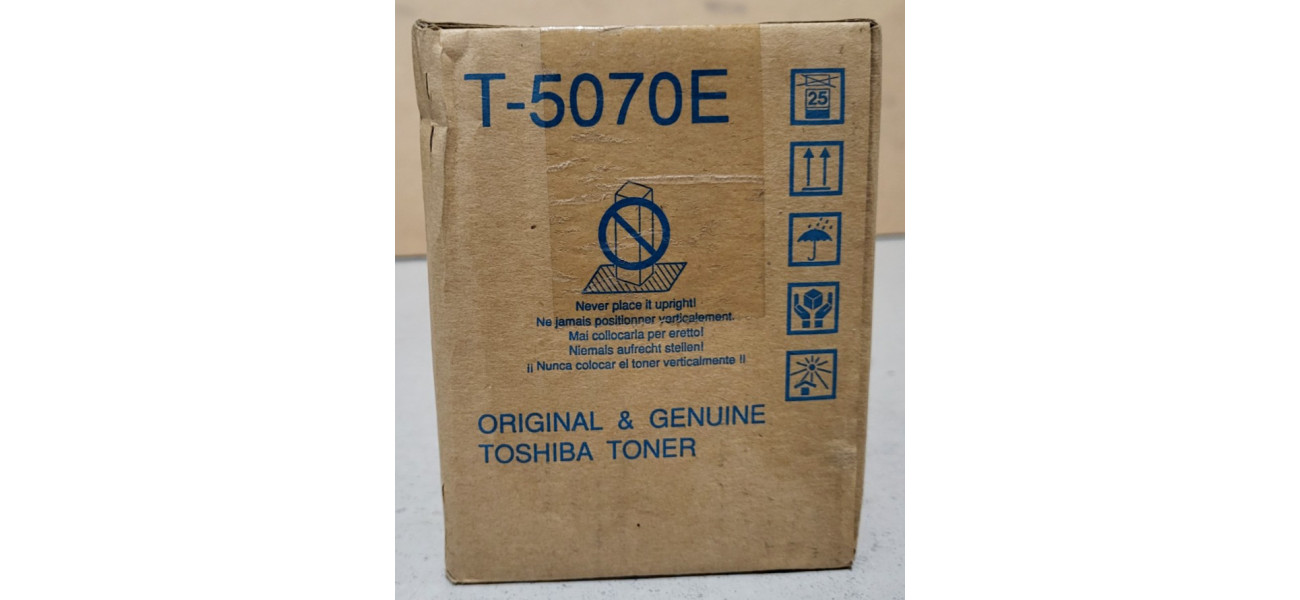 T-5070E
25
Never place it upright!
Ne jamais positionner verticalement.
Mai collocarla per eretto!
Niemals aufrecht stellen!
¡¡ Nunca colocar el toner verticalmente !!
ORIGINAL & GENUINE
TOSHIBA TONER